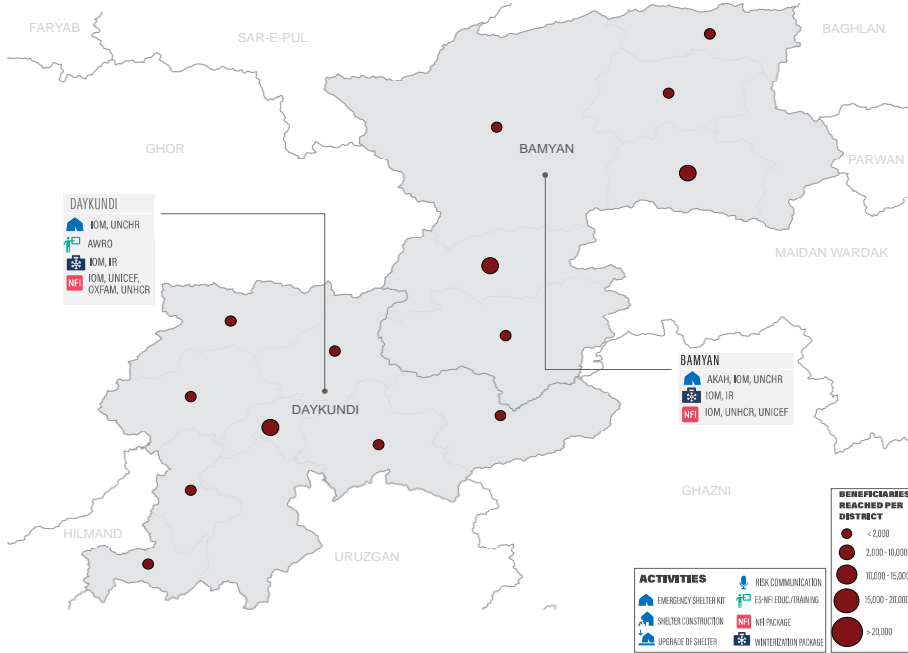 FARYAB
SAR-E-PUL
BAGHLAN
GHOR
BAMYAN
PARWAN
DAYKUNDI
IOM, UNCHR
AWRO
IOM, IR
NFI
IOM, UNICEF,
OXFAM, UNHCR
MAIDAN WARDAK
BAMYAN
AKAH, IOM, UNCHR
IOM, IR
NFI
IOM, UNHCR, UNICEF
DAYKUNDI
GHAZNI
HILMAND
URUZGAN
ACTIVITIES
EMERGENCY SHELTER KIT
SHELTER CONSTRUCTION
UPGRADE OF SHELTER
RISK COMMUNICATION
ES-NFI EDUC./TRAINING
NFI
NFI PACKAGE
WINTERIZATION PACKAGE
BENEFICIARIES
REACHED PER
DISTRICT
< 2,000
2,000 - 10,000
10,000 - 15,000
15,000 - 20,000
> 20,000